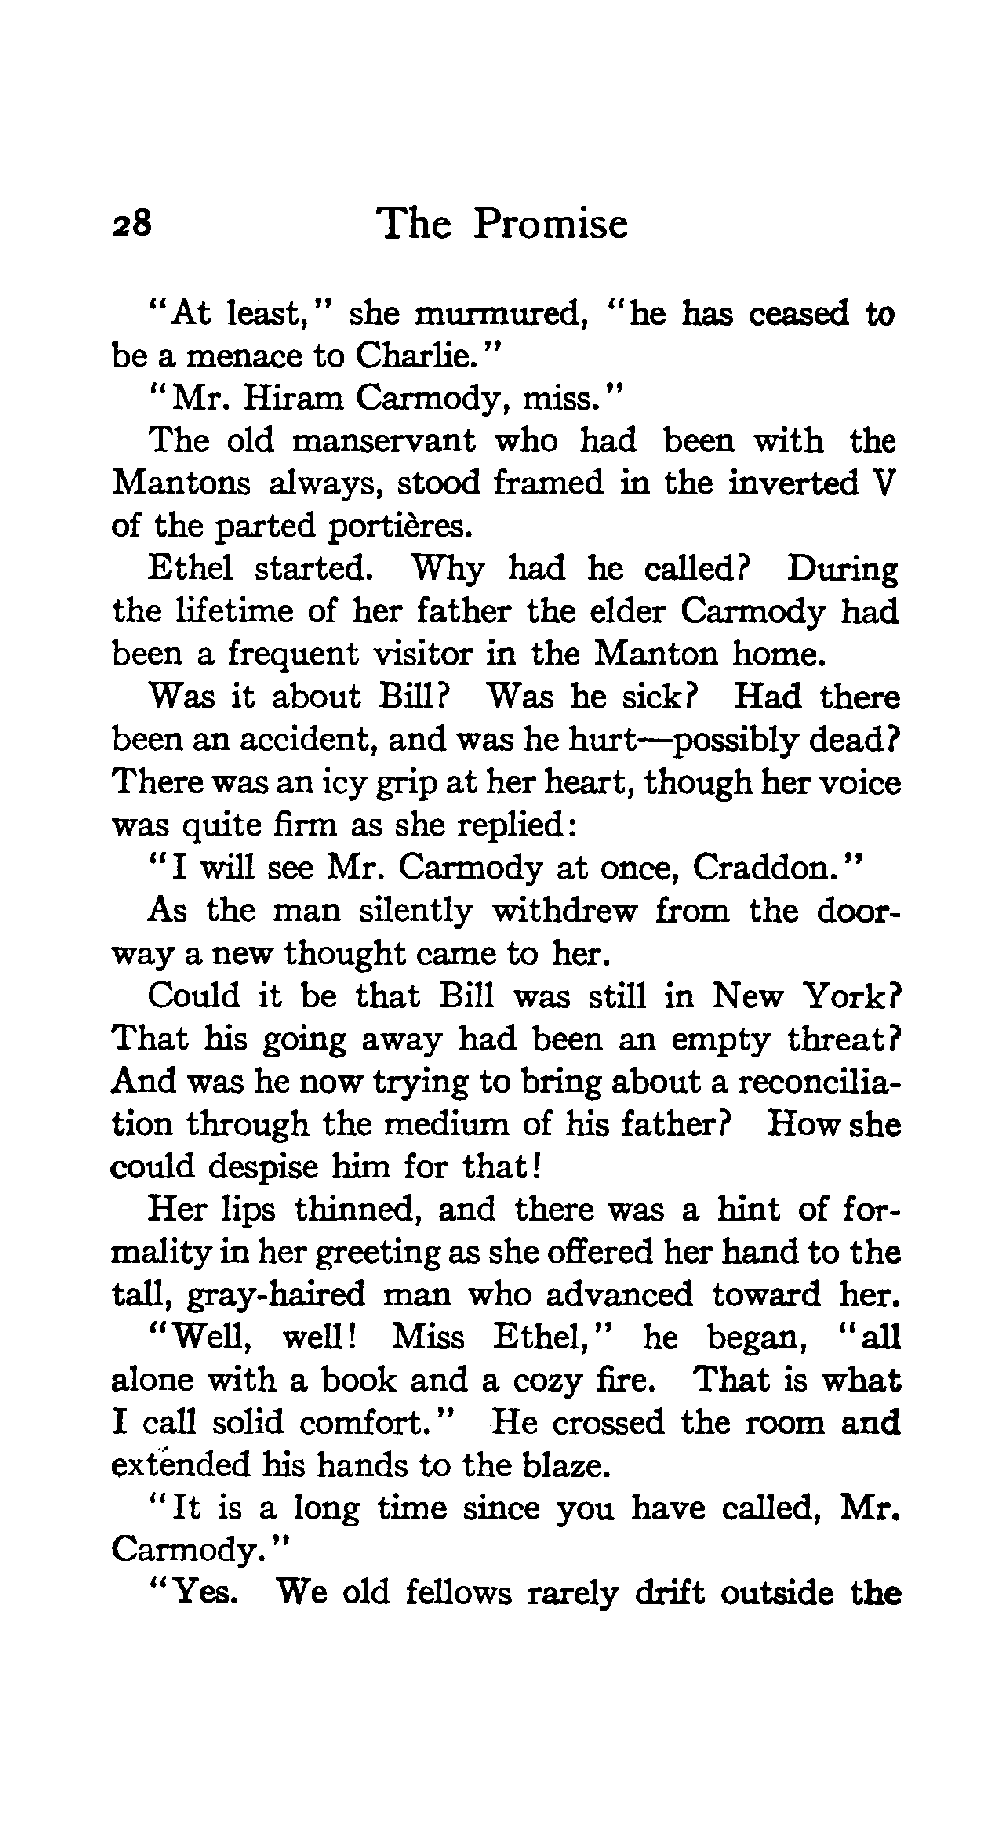 28 The Promise
"At least," she murmured, "he has ceased to
be a menace to Charlie."
"Mr. Hiram Carmody, miss."
The old manservant who had been with the
Mantons always, stood framed in the inverted V
of the parted portières.
Ethel started. Why had he called? During
the lifetime of her father the elder Carmody had
been a frequent visitor in the Manton home.
Was it about Bill? Was he sick? Had there
been an accident, and was he hurt—possibly dead?
There was an icy grip at her heart, though her voice
was quite firm as she replied:
"I will see Mr. Carmody at once, Craddon."
As the man silently withdrew from the door-
way a new thought came to her.
Could it be that Bill was still in New York?
That his going away had been an empty threat?
And was he now trying to bring about a reconcilia-
tion through the medium of his father? How she
could despise him for that!
Her lips thinned, and there was a hint of for-
mality in her greeting as she offered her hand to the
tall, gray-haired man who advanced toward her.
"Well, well! Miss Ethel," he began, "all
alone with a book and a cozy fire. That is what
I call solid comfort." He crossed the room and
extended his hands to the blaze.
"It is a long time since you have called, Mr.
Carmody."
"Yes. We old fellows rarely drift outside the